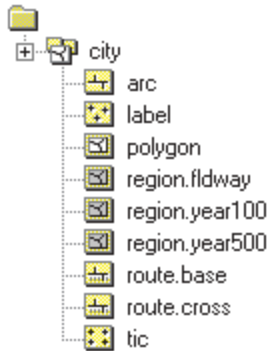 city
arc
label
polygon
region.fldway
region.year100
region.year500
route.base
route.cross
tic